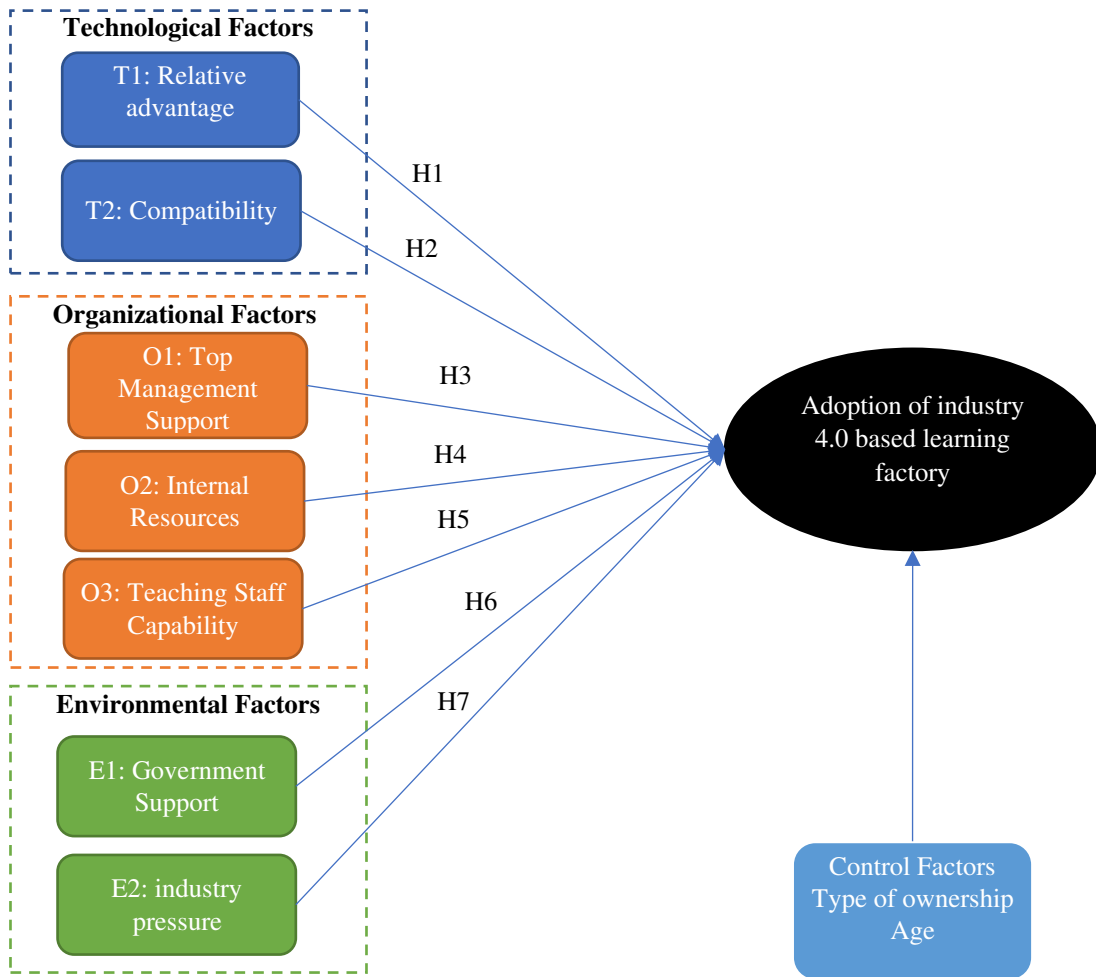 Technological Factors
T1: Relative
advantage
T2: Compatibility
H1
H2
Organizational Factors
O1: Top
Management
Support
O2: Internal
Resources
O3: Teaching Staff
Capability
H3
H4
H5
Environmental Factors
E1: Government
Support
E2: industry
pressure
H6
H7
Adoption of industry
4.0 based learning
factory
Control Factors
Type of ownership
Age